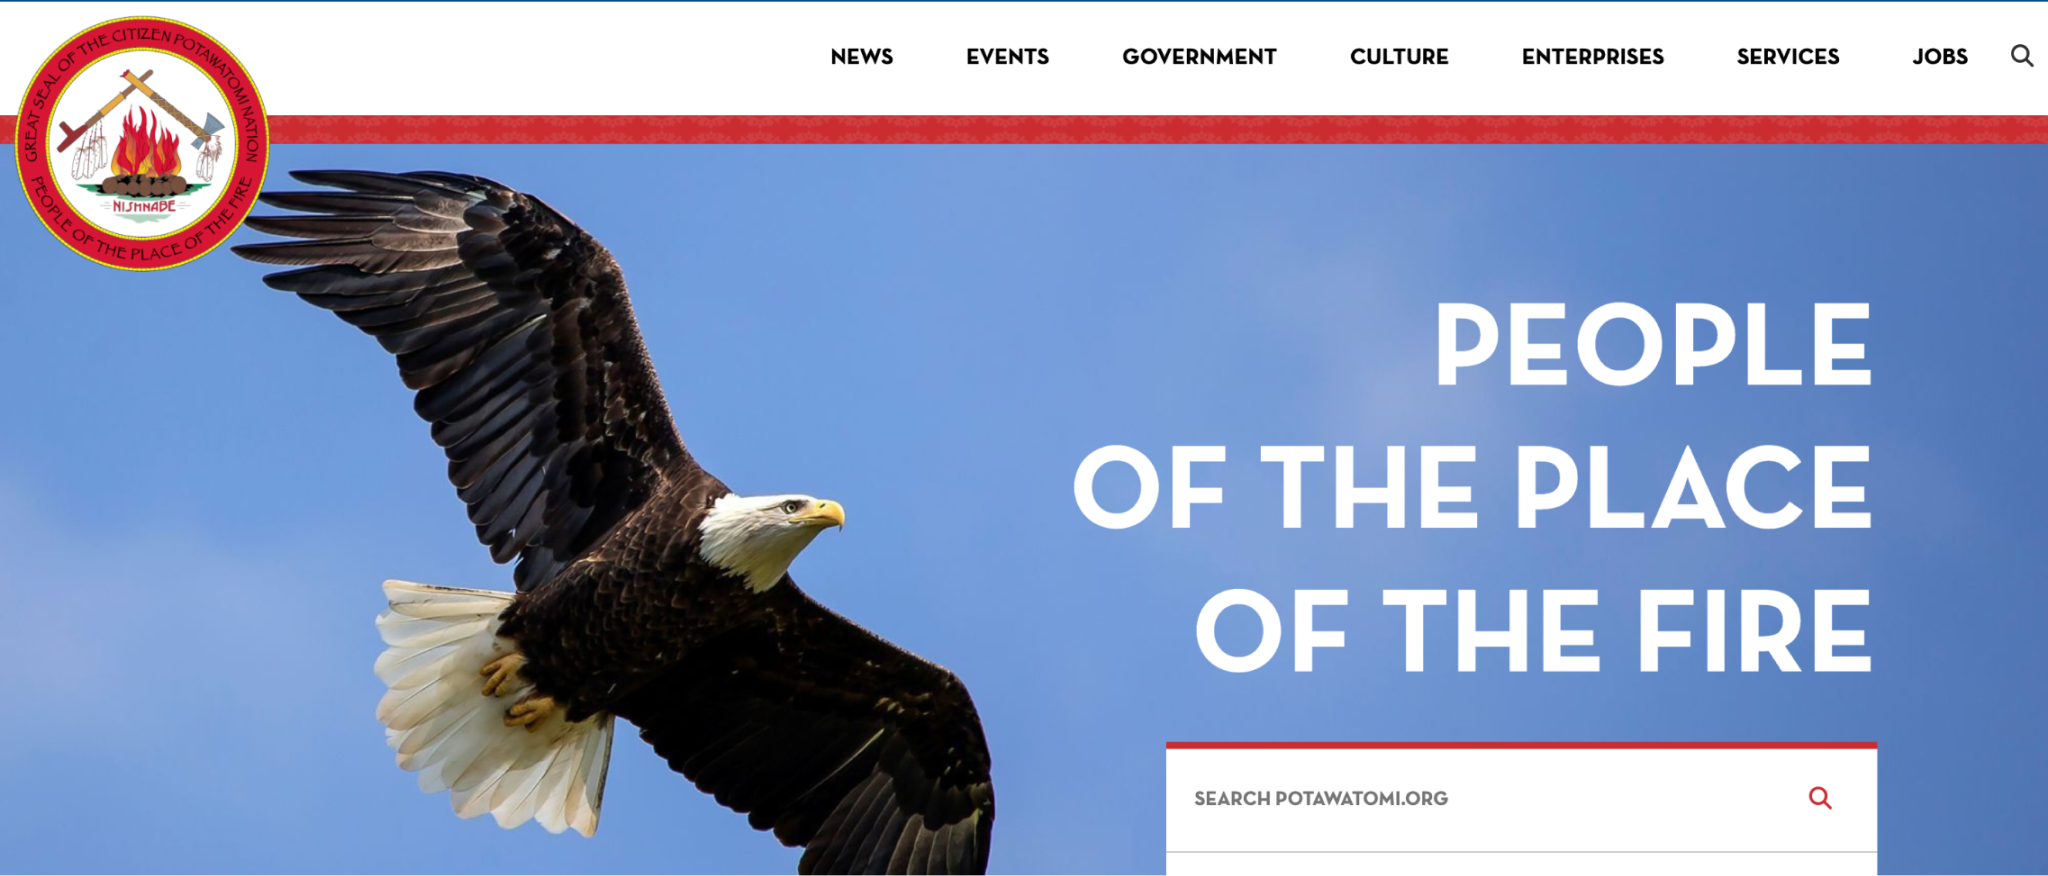 GREAT SEAL OF THE CITIZEN POTAWATOMI NATION
PEOPLE OF THE PLACE OF THE FIRE
NISHNABE
NEWS EVENTS GOVERNMENT CULTURE ENTERPRISES SERVICES JOBS
PEOPLE
OF THE PLACE
OF THE FIRE
SEARCH POTAWATOMI.ORG